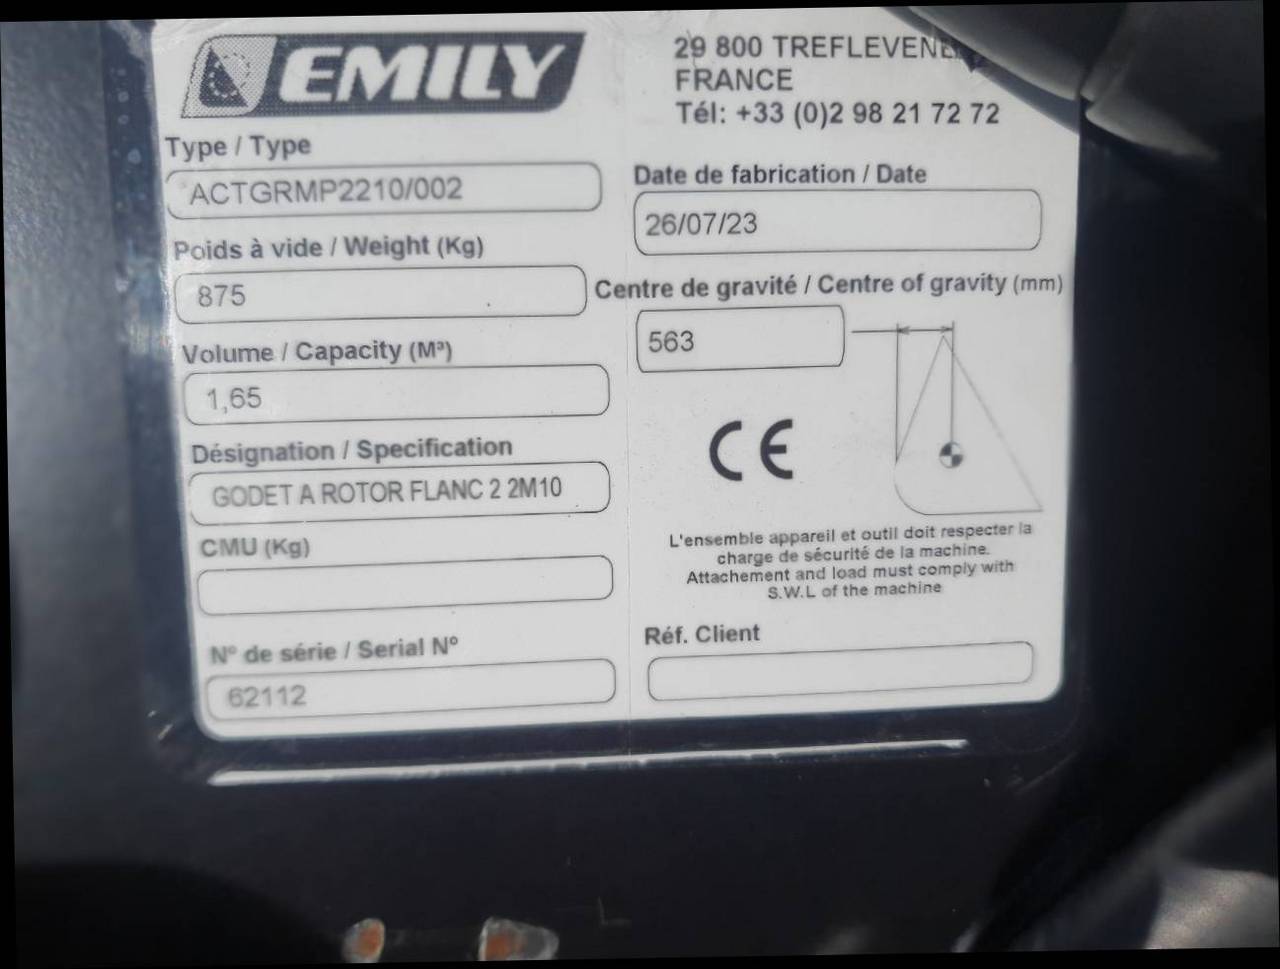 EMILY
29 800 TREFLEVENE
FRANCE
Tél: +33 (0)2 98 21 72 72
Type / Type
ACTGRMP2210/002
Date de fabrication / Date
26/07/23
Poids à vide / Weight (Kg)
875
Centre de gravité / Centre of gravity (mm)
563
Volume / Capacity (M³)
1,65
Désignation / Specification
GODET A ROTOR FLANC 2 2M10
CE
CMU (Kg)
L'ensemble appareil et outil doit respecter la
charge de sécurité de la machine.
Attachement and load must comply with
S.W.L of the machine
N° de série / Serial N°
62112
Réf. Client